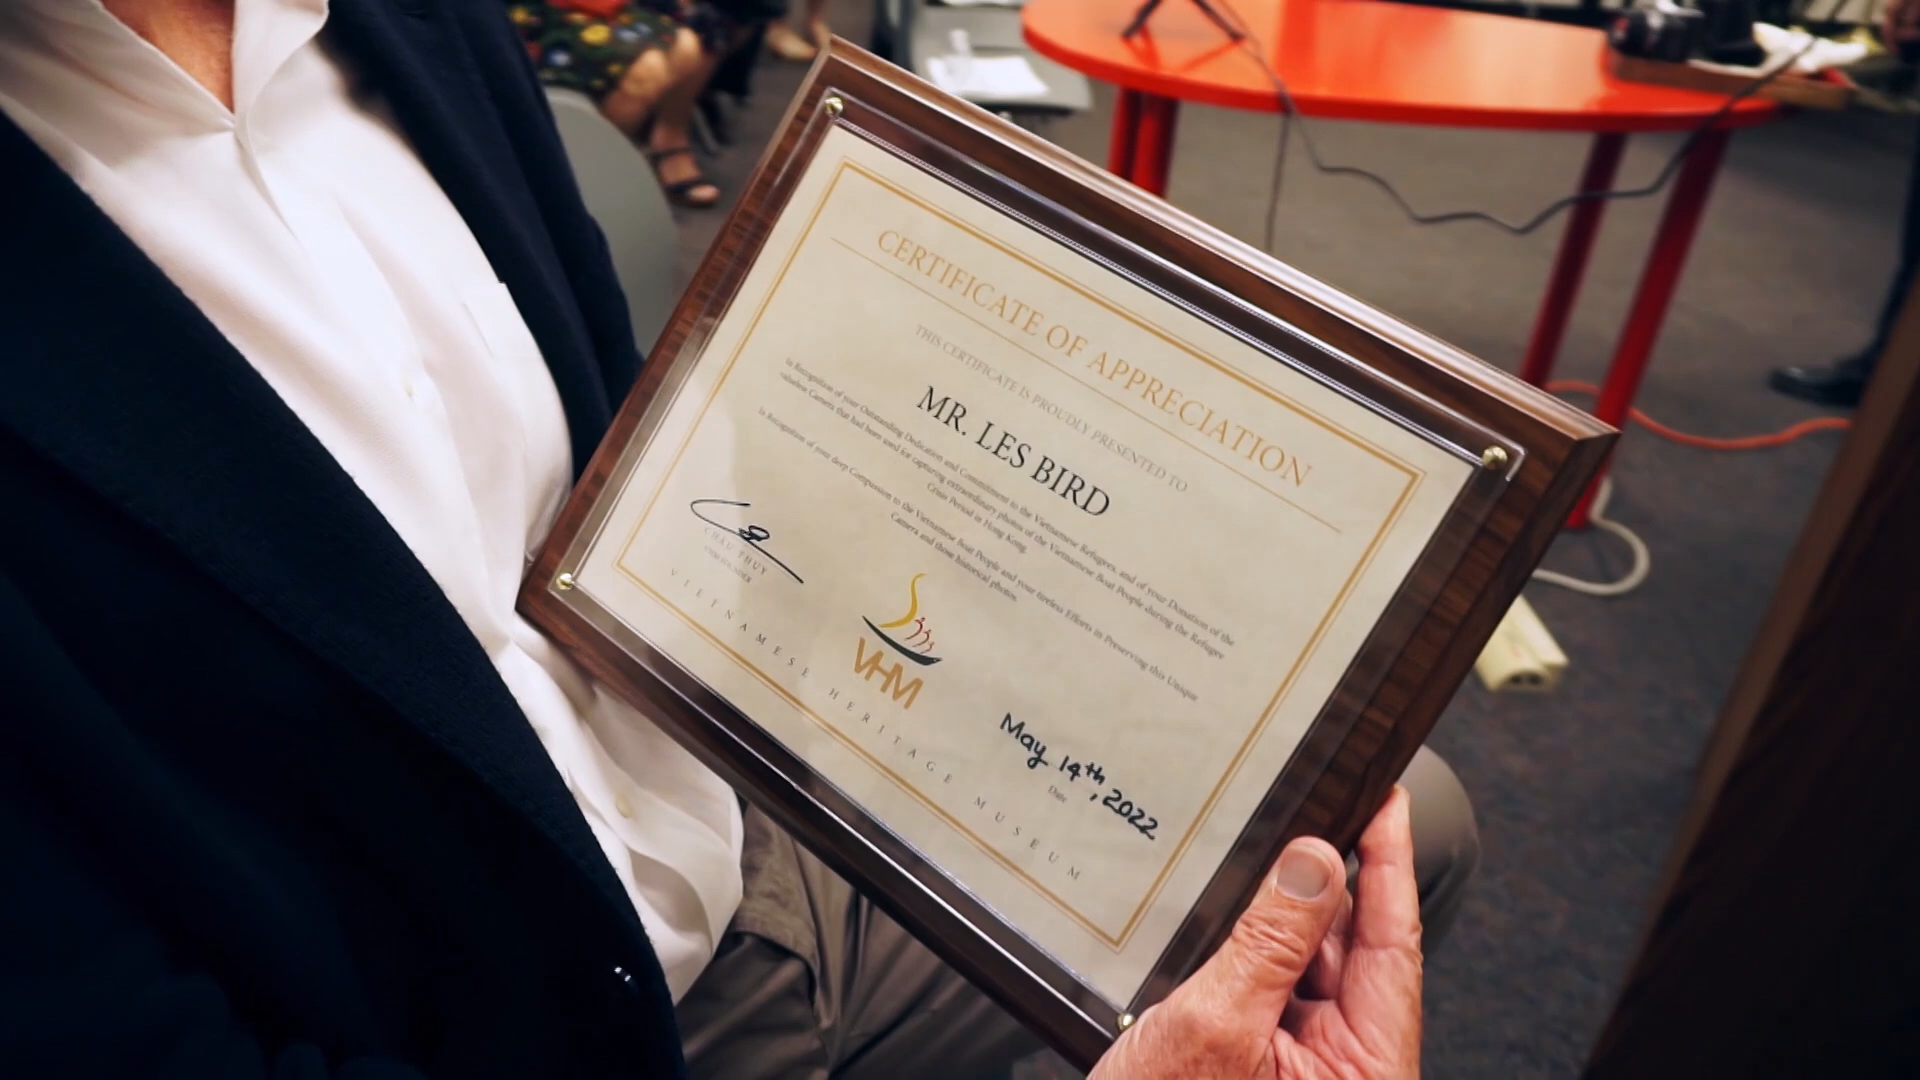 CERTIFICATE OF APPRECIATION
THIS CERTIFICATE IS PROUDLY PRESENTED TO
MR. LES BIRD
In Recognition of your Outstanding Dedication and Commitment to the Vietnamese Refugees, and of your Donation of the
valueless Camera that had been used for capturing extraordinary photos of the Vietnamese Boat People during the Refugee
Crisis Period in Hong Kong.
In Recognition of your deep Compassion to the Vietnamese Boat People and your tireless Efforts in Preserving this Unique
Camera and those historical photos.
CHÂU THỤY
VHM
May 14th, 2022
Date
VIETNAMESE HERITAGE MUSEUM